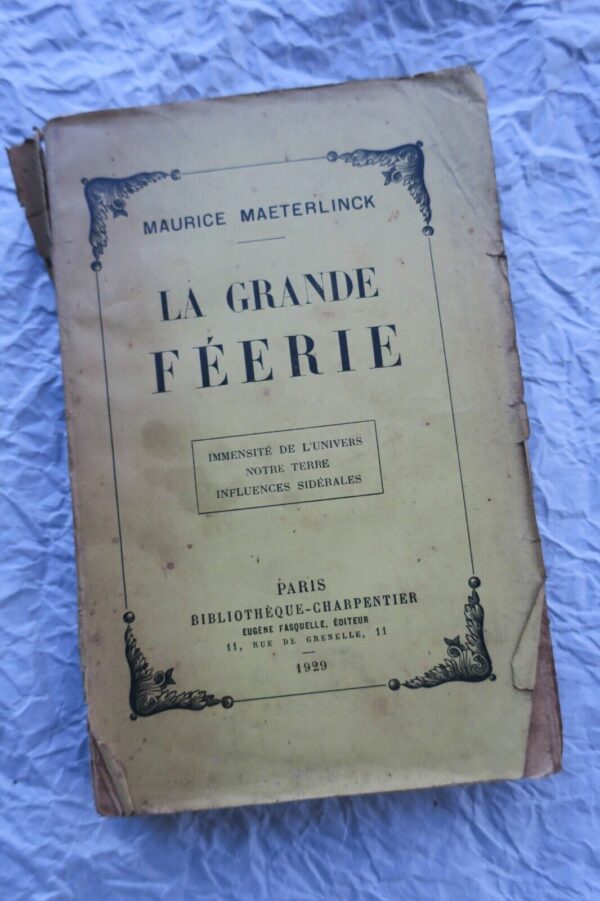 MAURICE MAETERLINCK
LA GRANDE
FÉERIE
IMMENSITÉ DE L'UNIVERS
NOTRE TERRE
INFLUENCES SIDÉRALES
PARIS
BIBLIOTHÈQUE-CHARPENTIER
EUGÈNE FASQUELLE, ÉDITEUR
11, RUE DE GRENELLE, 11
1929